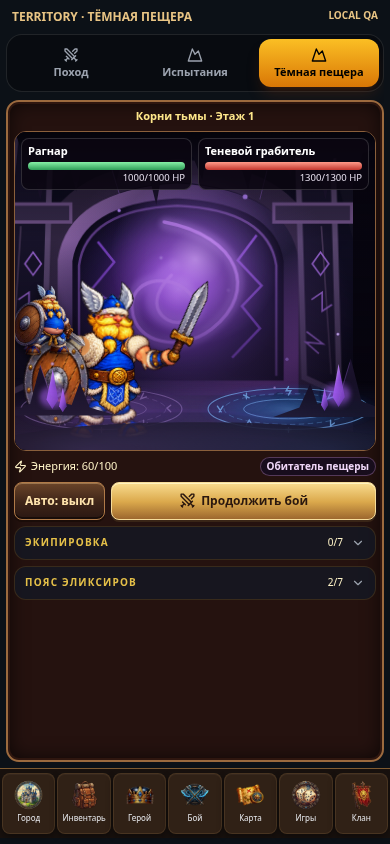 TERRITORY · ТЁМНАЯ ПЕЩЕРА
LOCAL QA
Поход
Испытания
Тёмная пещера
Корни тьмы · Этаж 1
Рагнар
1000/1000 HP
Теневой грабитель
1300/1300 HP
Энергия: 60/100
Обитатель пещеры
Авто: выкл
Продолжить бой
ЭКИПИРОВКА
0/7
ПОЯС ЭЛИКСИРОВ
2/7
Город
Инвентарь
Герой
Бой
Карта
Игры
Клан